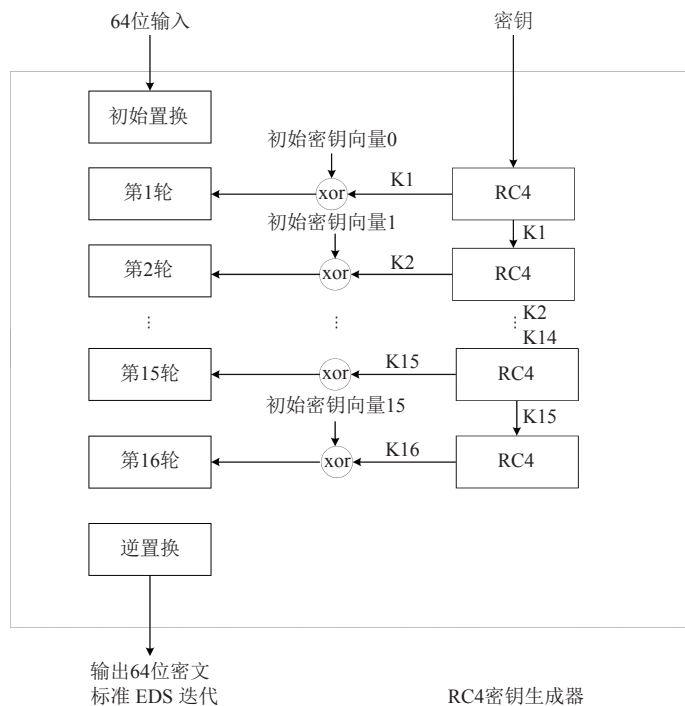 64位输入
密钥
初始置换
初始密钥向量0
第1轮
xor
K1
RC4
初始密钥向量1
K1
第2轮
xor
K2
RC4
⋮
⋮
⋮
K2
K14
第15轮
xor
K15
RC4
初始密钥向量15
K15
第16轮
xor
K16
RC4
逆置换
输出64位密文
标准 EDS 迭代
RC4密钥生成器